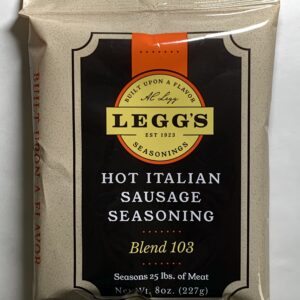 BUILT UPON A FLAVOR
A.C. Legg
LEGG'S
EST 1923
SEASONINGS
HOT ITALIAN
SAUSAGE
SEASONING
Blend 103
Seasons 25 lbs. of Meat
Net Wt. 8oz. (227g)
BUILT UPON A FLAVOR